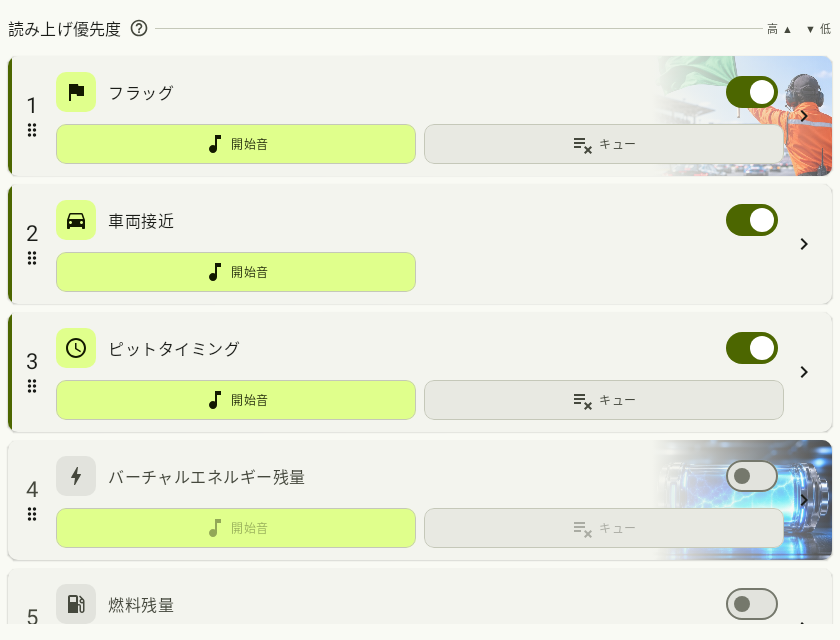 読み上げ優先度 高 ▲ ▼ 低
1
フラッグ
開始音 キュー
2
車両接近
開始音
3
ピットタイミング
開始音 キュー
4
バーチャルエネルギー残量
開始音 キュー
5
燃料残量